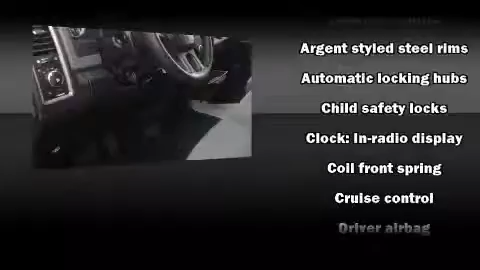 Argent styled steel rims
Automatic locking hubs
Child safety locks
Clock: In-radio display
Coil front spring
Cruise control
Driver airbag